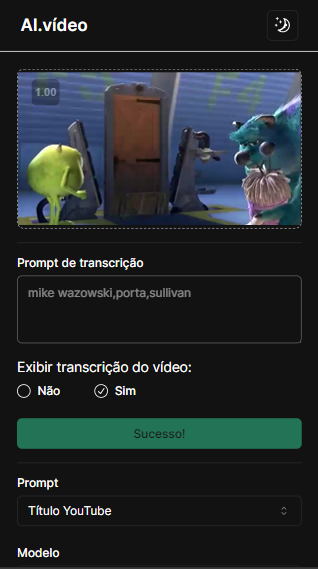 AI.vídeo
1.00
Prompt de transcrição
mike wazowski,porta,sullivan
Exibir transcrição do vídeo:
Não Sim
Sucesso!
Prompt
Título YouTube
Modelo